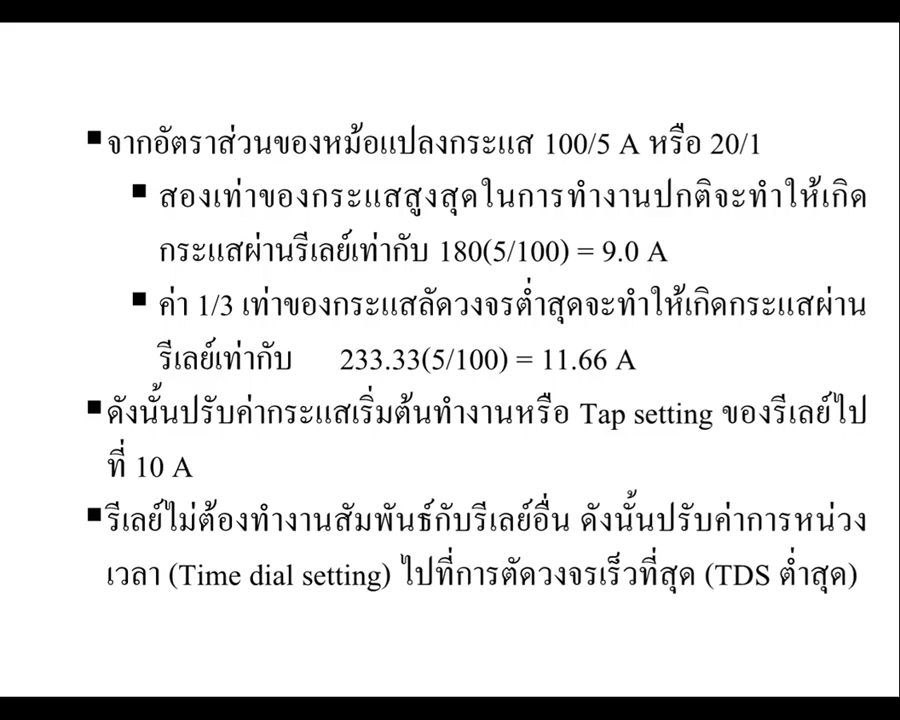 ▪จากอัตราส่วนของหม้อแปลงกระแส 100/5 A หรือ 20/1
▪ สองเท่าของกระแสสูงสุดในการทำงานปกติจะทำให้เกิด
กระแสผ่านรีเลย์เท่ากับ 180(5/100) = 9.0 A
▪ ค่า 1/3 เท่าของกระแสลัดวงจรต่ำสุดจะทำให้เกิดกระแสผ่าน
รีเลย์เท่ากับ 233.33(5/100) = 11.66 A
▪ดังนั้นปรับค่ากระแสเริ่มต้นทำงานหรือ Tap setting ของรีเลย์ไป
ที่ 10 A
▪รีเลย์ไม่ต้องทำงานสัมพันธ์กับรีเลย์อื่น ดังนั้นปรับค่าการหน่วง
เวลา (Time dial setting) ไปที่การตัดวงจรเร็วที่สุด (TDS ต่ำสุด)